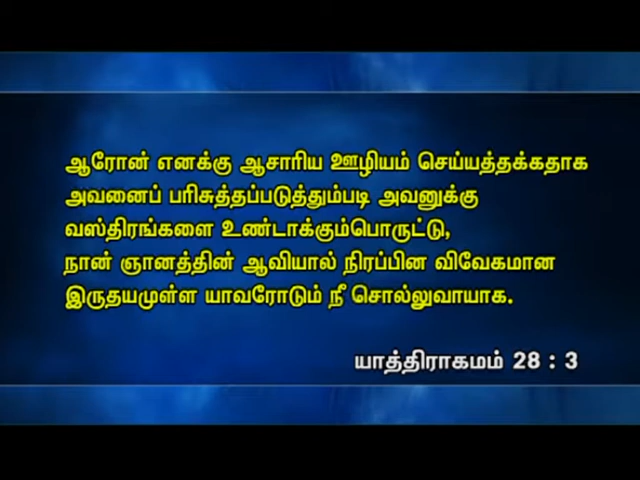 ஆரோன் எனக்கு ஆசாரிய ஊழியம் செய்யத்தக்கதாக
அவனைப் பரிசுத்தப்படுத்தும்படி அவனுக்கு
வஸ்திரங்களை உண்டாக்கும்பொருட்டு,
நான் ஞானத்தின் ஆவியால் நிரப்பின விவேகமான
இருதயமுள்ள யாவரோடும் நீ சொல்லுவாயாக.
யாத்திராகமம் 28 : 3